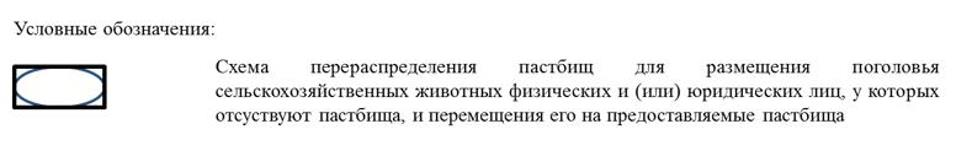 Условные обозначения:
Схема перераспределения пастбищ для размещения поголовья
сельскохозяйственных животных физических и (или) юридических лиц, у которых
отсуствуют пастбища, и перемещения его на предоставляемые пастбища